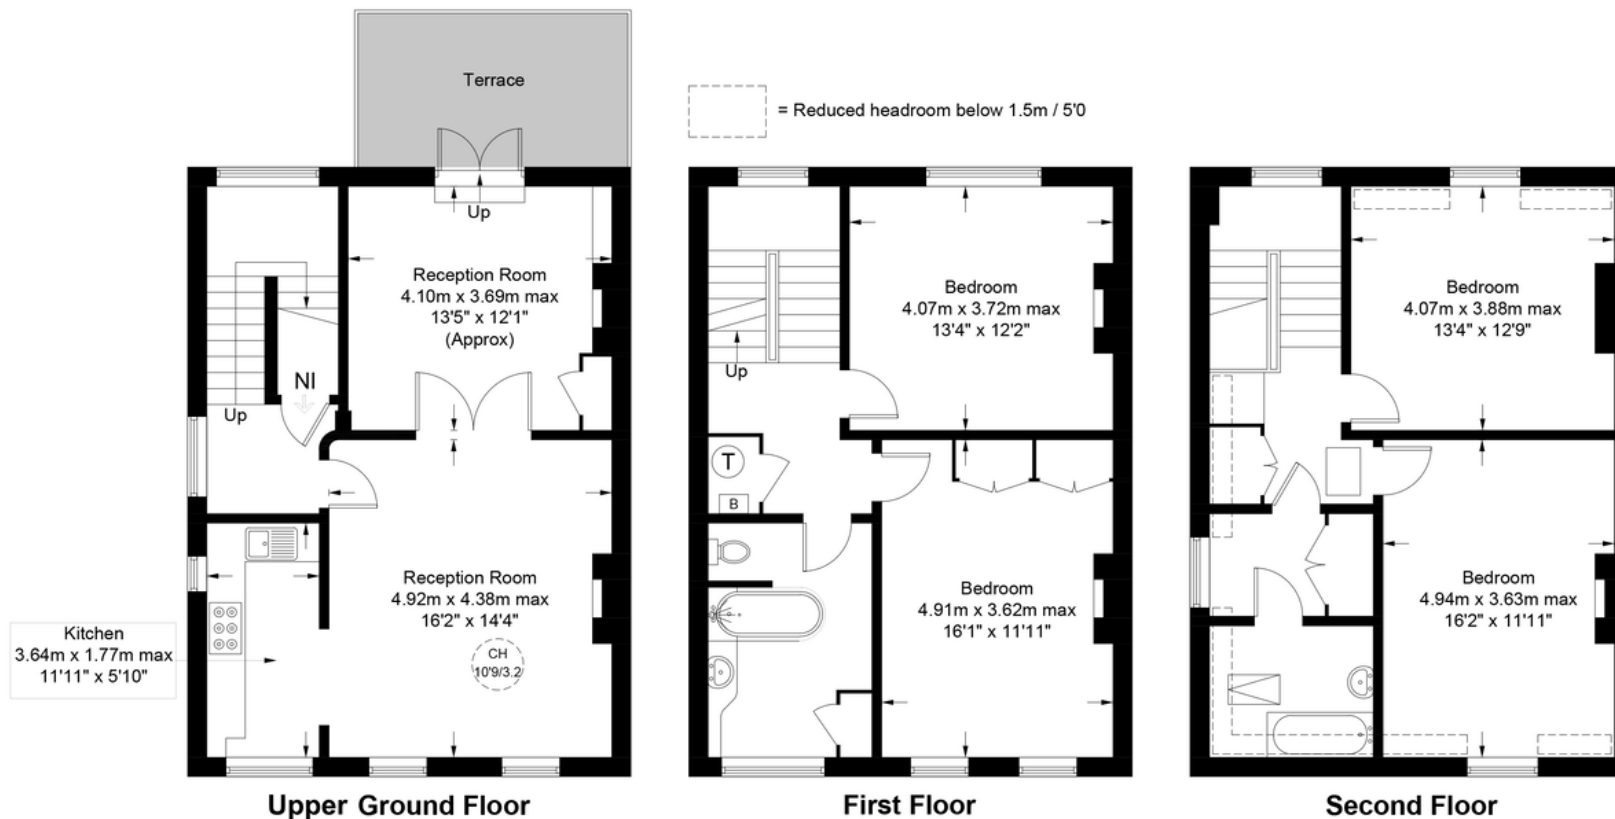 Terrace
= Reduced headroom below 1.5m / 5'0
Up
Reception Room
4.10m x 3.69m max
13'5" x 12'1"
(Approx)
NI
Up
Reception Room
4.92m x 4.38m max
16'2" x 14'4"
CH
10'9/3.2
Kitchen
3.64m x 1.77m max
11'11" x 5'10"
Upper Ground Floor
Bedroom
4.07m x 3.72m max
13'4" x 12'2"
Up
T
B
Bedroom
4.91m x 3.62m max
16'1" x 11'11"
First Floor
Bedroom
4.07m x 3.88m max
13'4" x 12'9"
Bedroom
4.94m x 3.63m max
16'2" x 11'11"
Second Floor